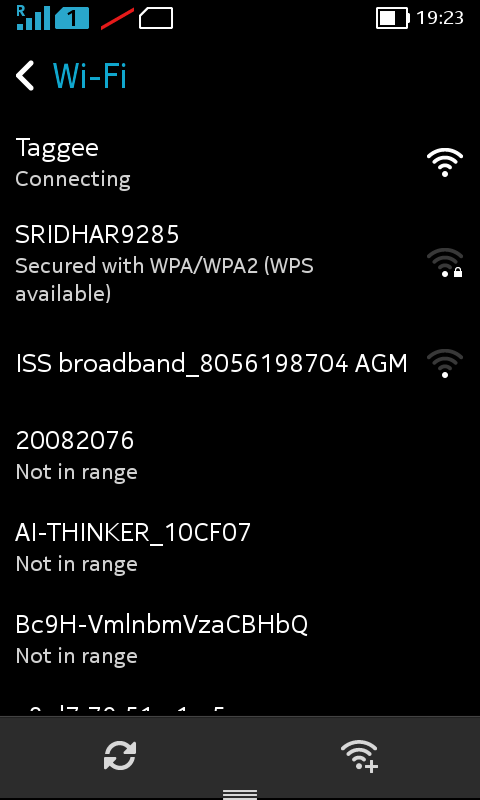 R 1 19:23
Wi-Fi
Taggee
Connecting
SRIDHAR9285
Secured with WPA/WPA2 (WPS
available)
ISS broadband_8056198704 AGM
20082076
Not in range
AI-THINKER_10CF07
Not in range
Bc9H-VmlnbmVzaCBHbQ
Not in range